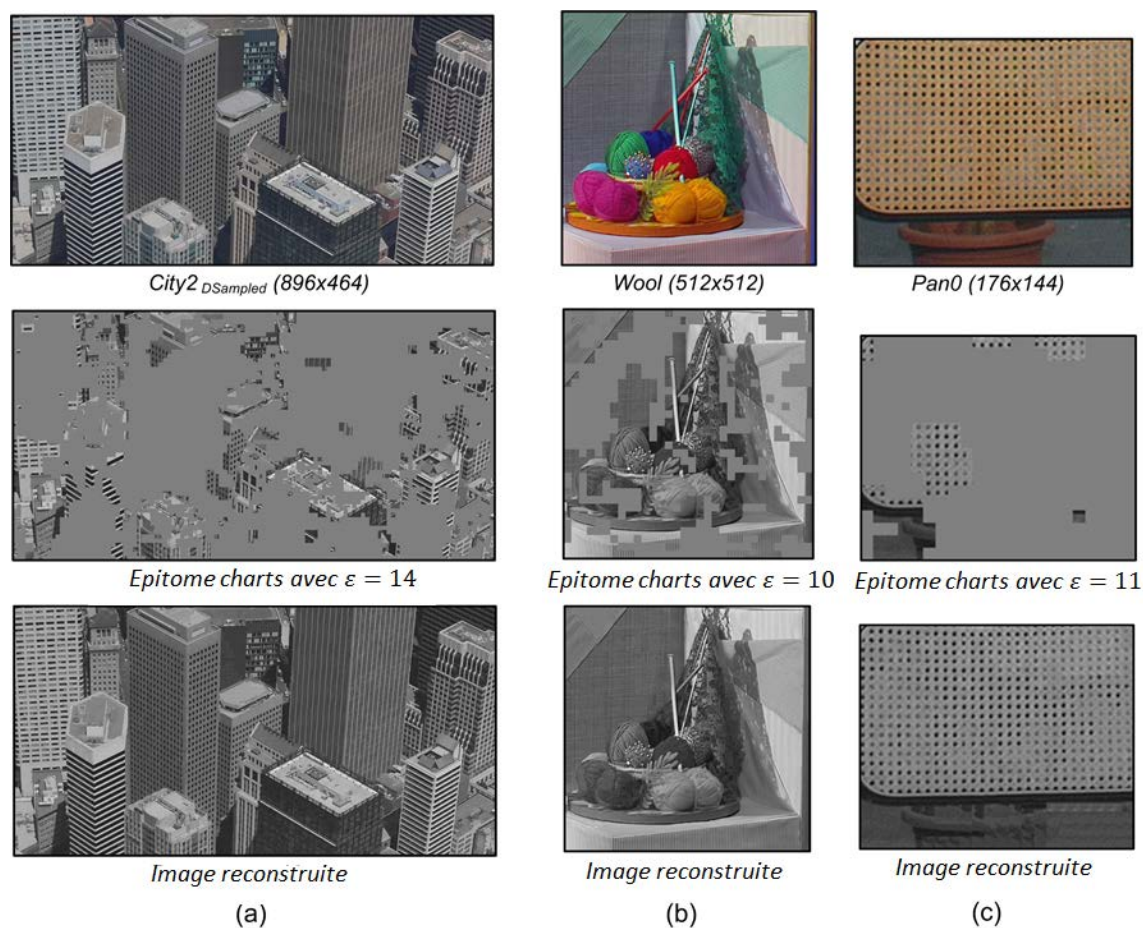 City2 DSampled (896x464)
Wool (512x512)
Pan0 (176x144)
Epitome charts avec ε = 14
Epitome charts avec ε = 10
Epitome charts avec ε = 11
Image reconstruite
Image reconstruite
Image reconstruite
(a)
(b)
(c)